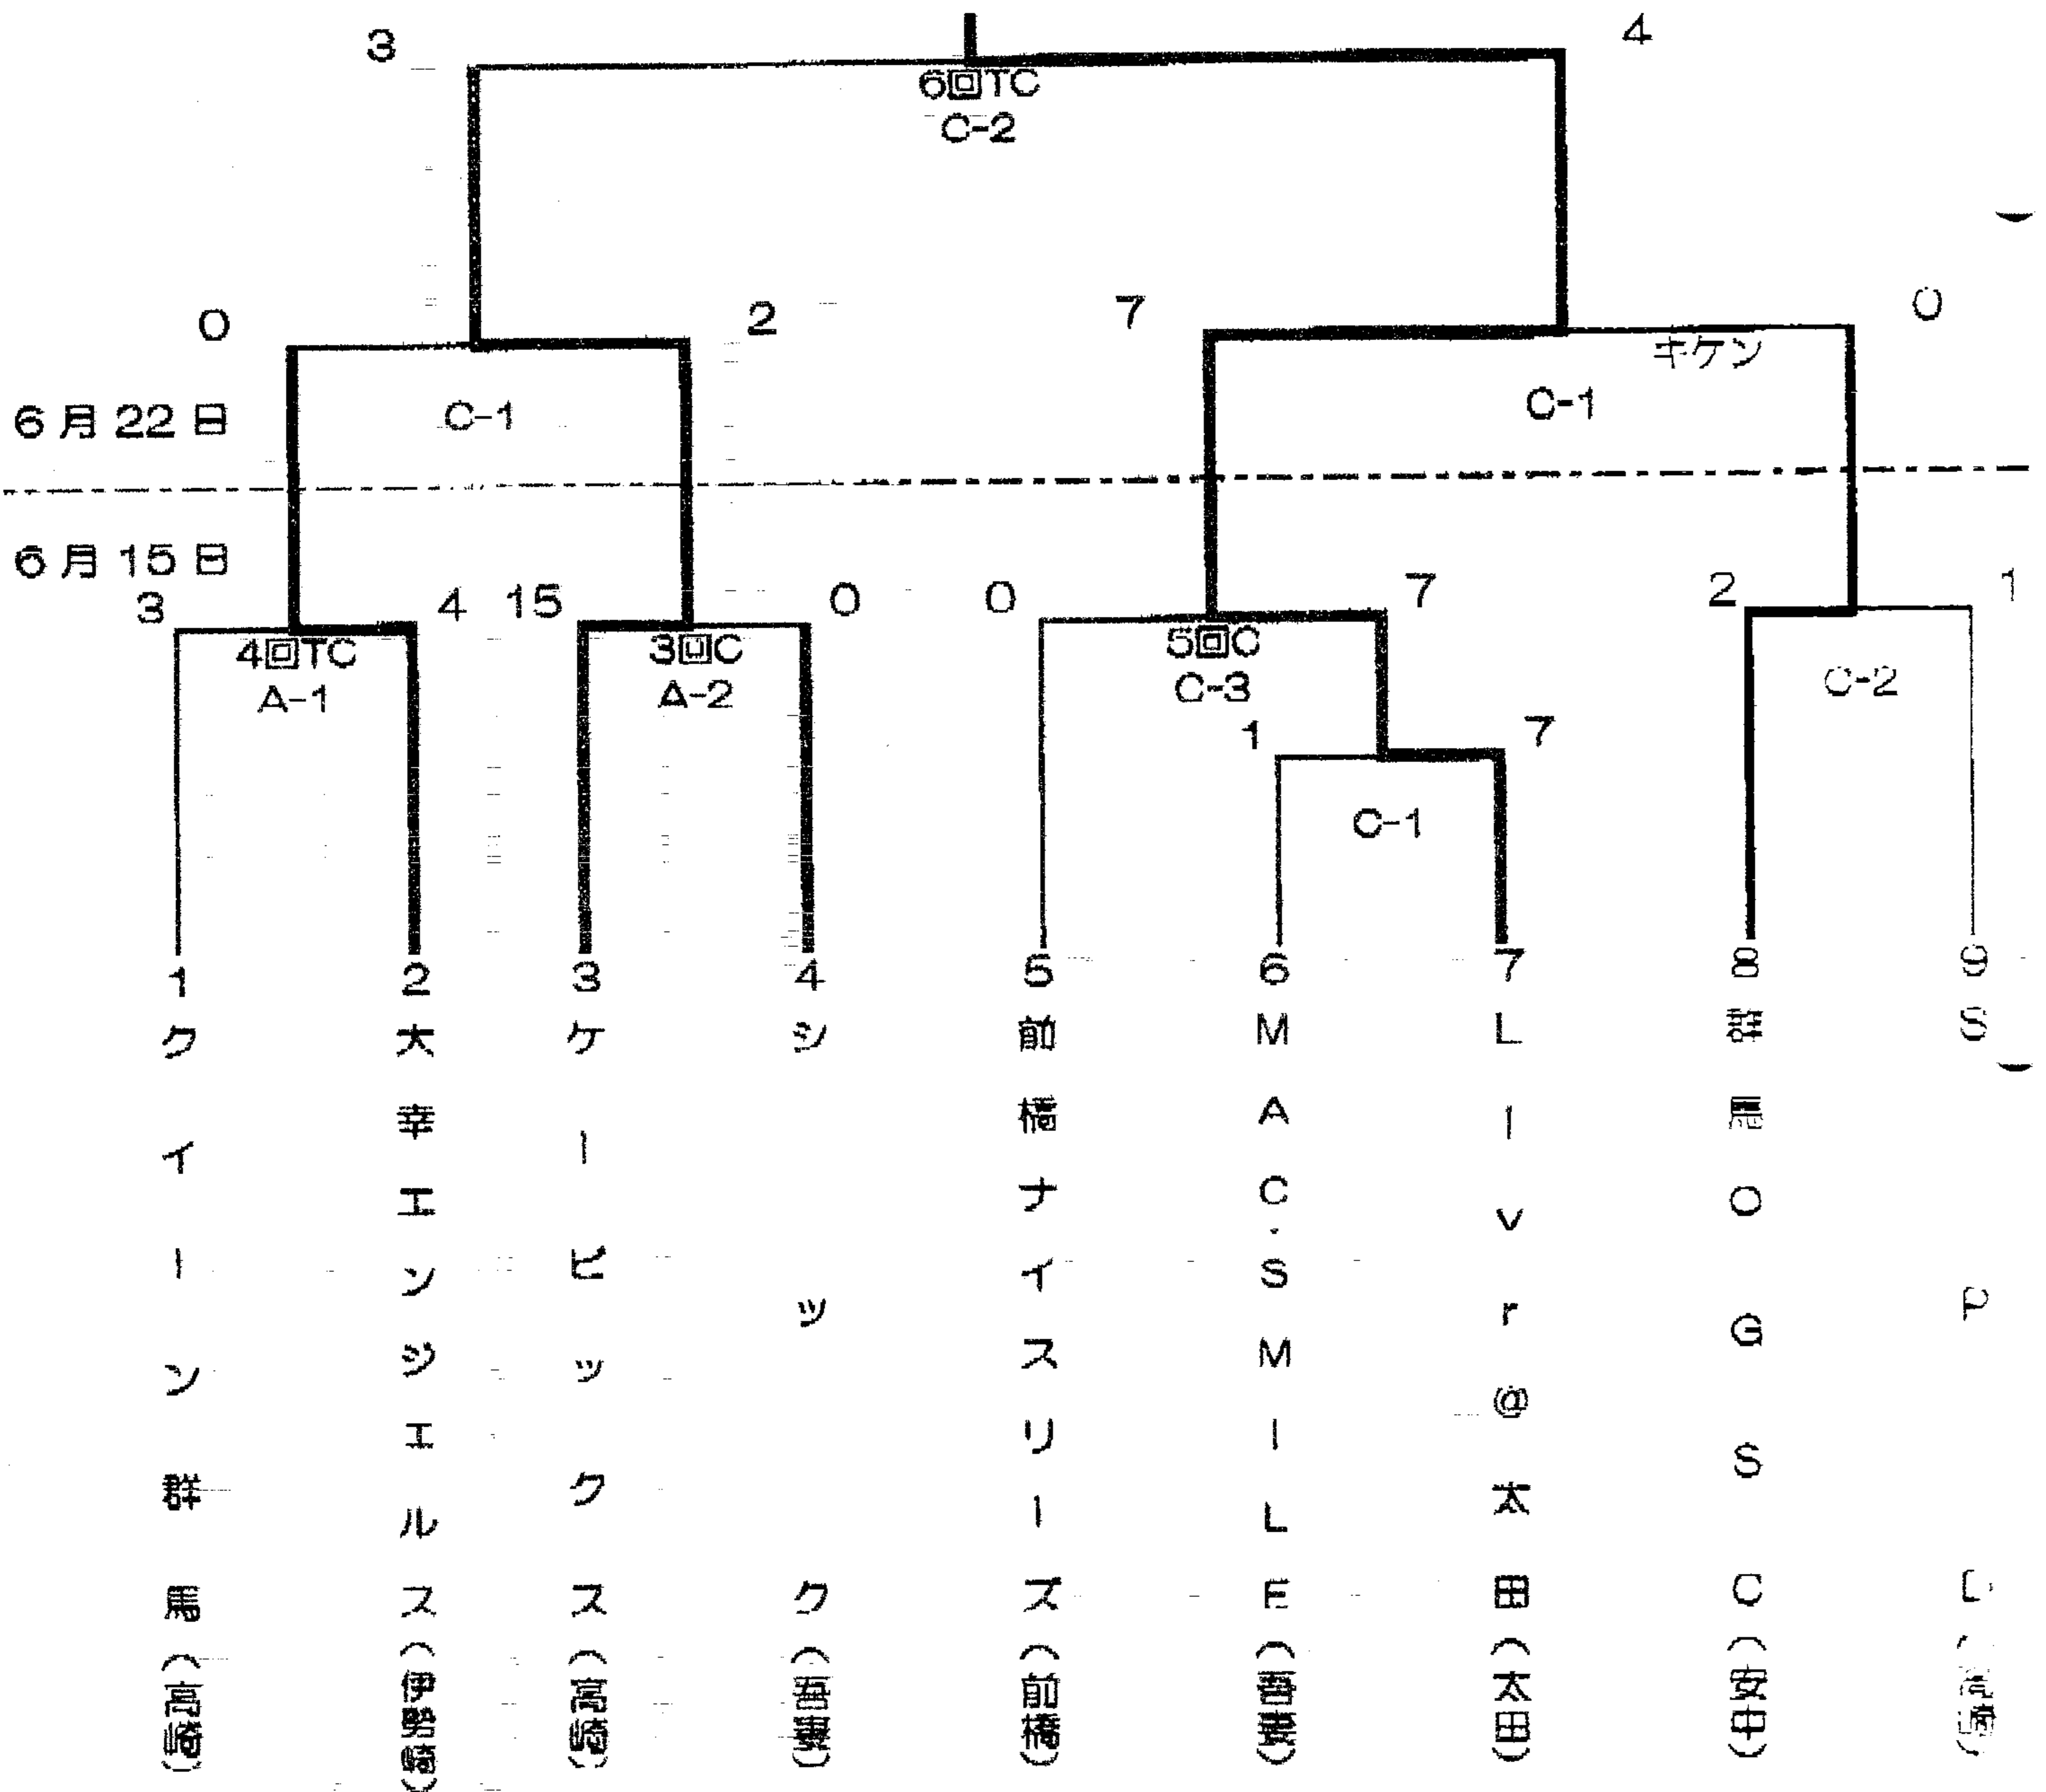 3
4
6回TC
C-2
0
2
7
0
キケン
6月22日
C-1
C-1
6月15日
3
4
15
0
0
7
2
1
4回TC
A-1
3回C
A-2
5回C
C-3
C-2
1
7
C-1
1
2
3
4
5
6
7
8
9
クイーン群馬(高崎)
大幸エンジェルス(伊勢崎)
ケービックス(高崎)
シック(吾妻)
前橋ナイスリーズ(前橋)
MAC.SMILE(吾妻)
LIvr@太田(太田)
群馬OGSC(安中)
SP